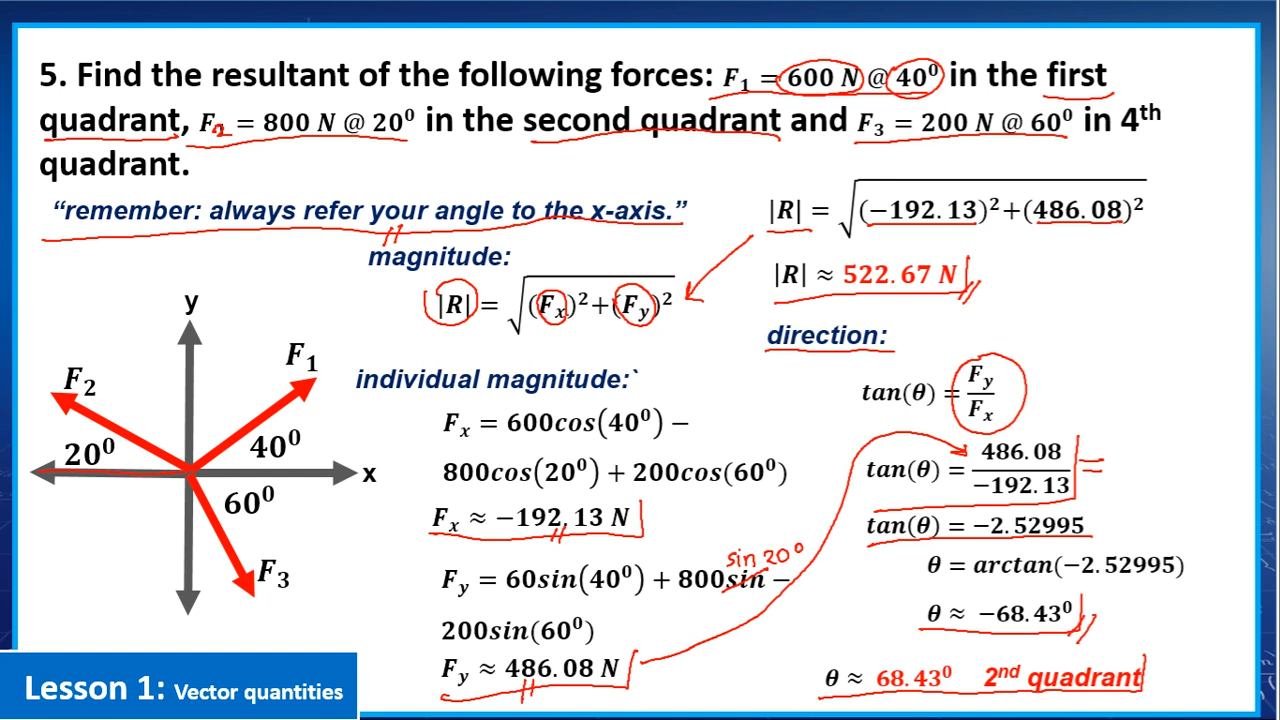 5. Find the resultant of the following forces: F₁ = 600 N @ 40⁰ in the first
quadrant, F₂ = 800 N @ 20⁰ in the second quadrant and F₃ = 200 N @ 60⁰ in 4ᵗʰ
quadrant.
“remember: always refer your angle to the x-axis.”
magnitude:
|R| = √(Fₓ)²+(Fᵧ)²
y
F₁
F₂
20⁰
40⁰
x
60⁰
F₃
individual magnitude:`
Fₓ = 600cos(40⁰) −
800cos(20⁰) + 200cos(60⁰)
Fₓ ≈ −192.13 N
sin 20⁰
Fᵧ = 60sin(40⁰) + 800sin −
200sin(60⁰)
Fᵧ ≈ 486.08 N
|R| = √(−192.13)²+(486.08)²
|R| ≈ 522.67 N
direction:
tan(θ) = Fᵧ/Fₓ
tan(θ) = 486.08/−192.13 =
tan(θ) = −2.52995
θ = arctan(−2.52995)
θ ≈ −68.43⁰
θ ≈ 68.43⁰ 2ⁿᵈ quadrant
Lesson 1: Vector quantities